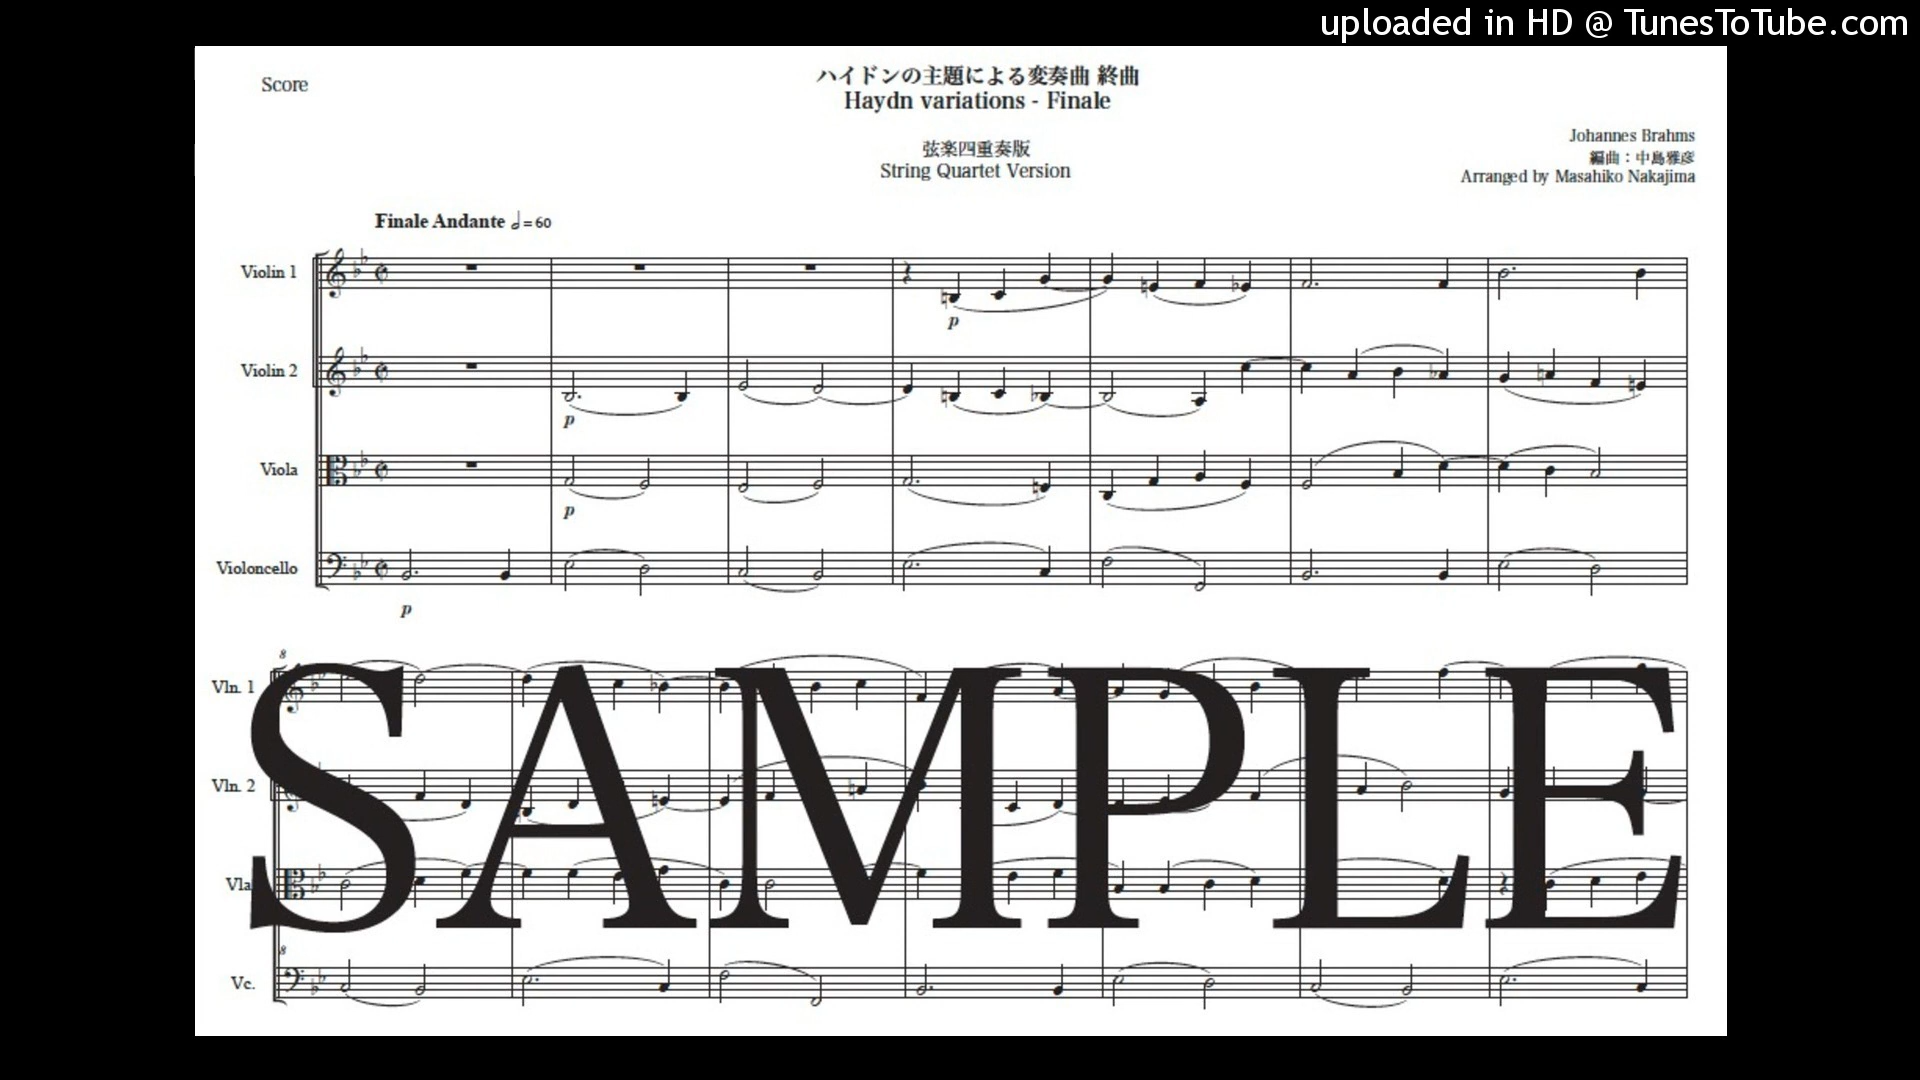 uploaded in HD @ TunesToTube.com
Score
ハイドンの主題による変奏曲 終曲
Haydn variations - Finale
弦楽四重奏版
String Quartet Version
Johannes Brahms
編曲：中島雅彦
Arranged by Masahiko Nakajima
Finale Andante 𝅗𝅥 = 60
Violin 1
p
Violin 2
p
Viola
p
Violoncello
p
8
Vln. 1
SAMPLE
Vln. 2
Vla
8
Vc.